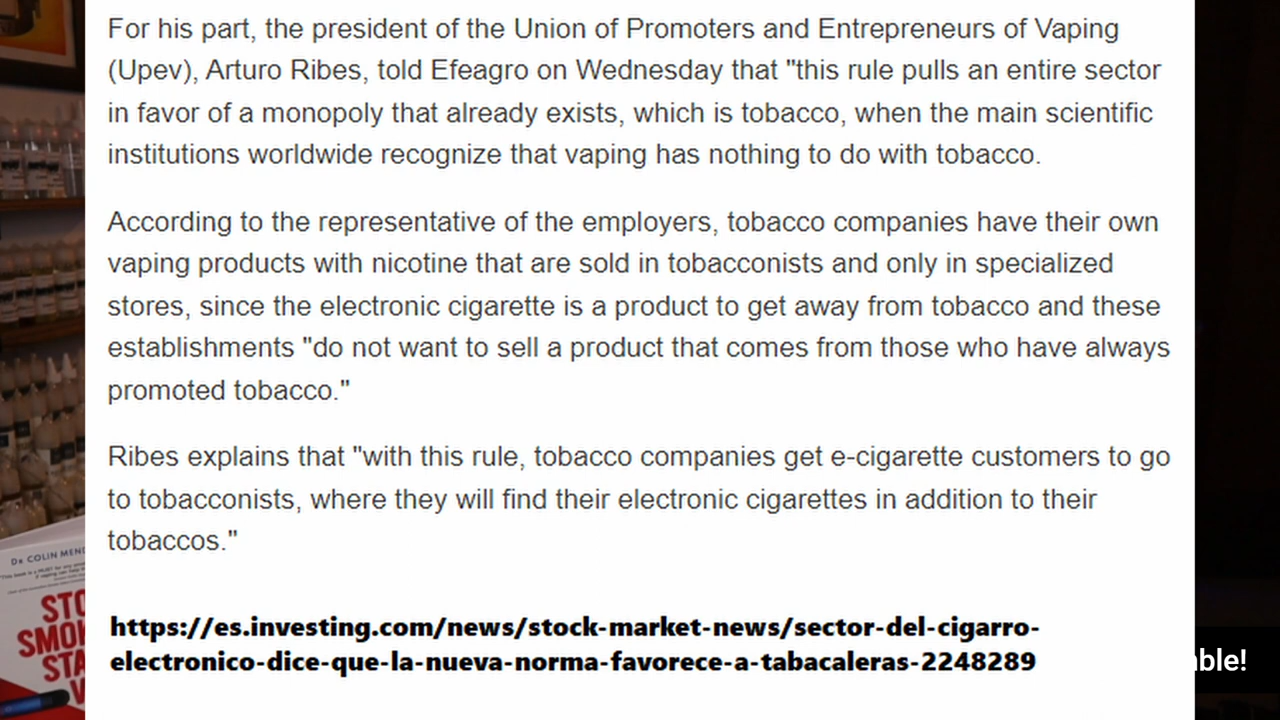 For his part, the president of the Union of Promoters and Entrepreneurs of Vaping
(Upev), Arturo Ribes, told Efeagro on Wednesday that "this rule pulls an entire sector
in favor of a monopoly that already exists, which is tobacco, when the main scientific
institutions worldwide recognize that vaping has nothing to do with tobacco.
According to the representative of the employers, tobacco companies have their own
vaping products with nicotine that are sold in tobacconists and only in specialized
stores, since the electronic cigarette is a product to get away from tobacco and these
establishments "do not want to sell a product that comes from those who have always
promoted tobacco."
Ribes explains that "with this rule, tobacco companies get e-cigarette customers to go
to tobacconists, where they will find their electronic cigarettes in addition to their
tobaccos."
https://es.investing.com/news/stock-market-news/sector-del-cigarro-
electronico-dice-que-la-nueva-norma-favorece-a-tabacaleras-2248289
DR COLIN